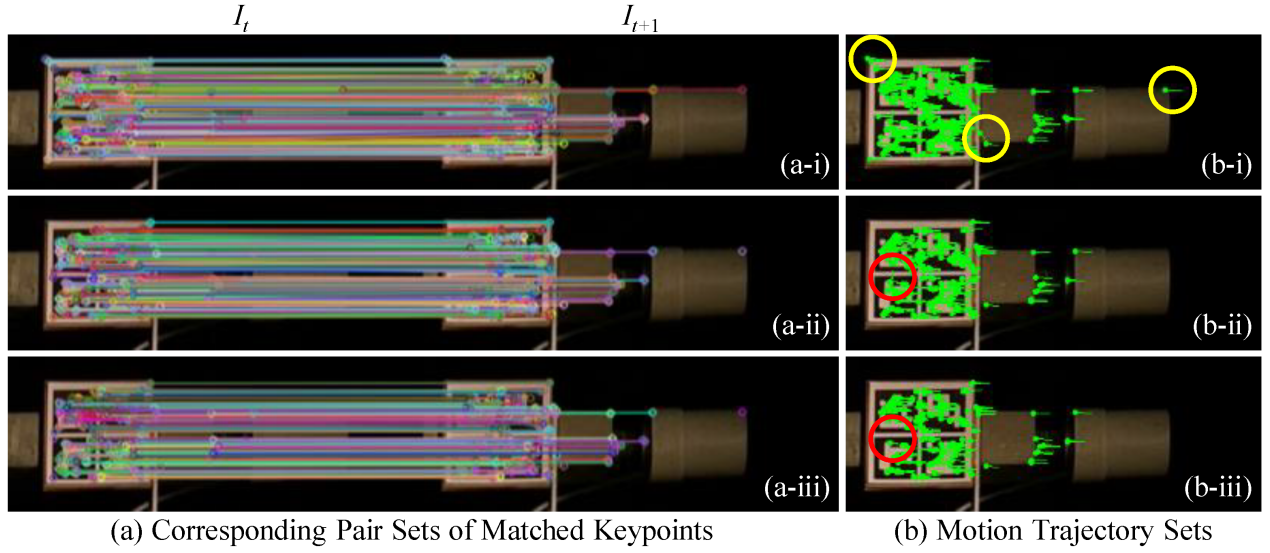 I_t I_{t+1}
(a-i) (b-i)
(a-ii) (b-ii)
(a-iii) (b-iii)
(a) Corresponding Pair Sets of Matched Keypoints (b) Motion Trajectory Sets